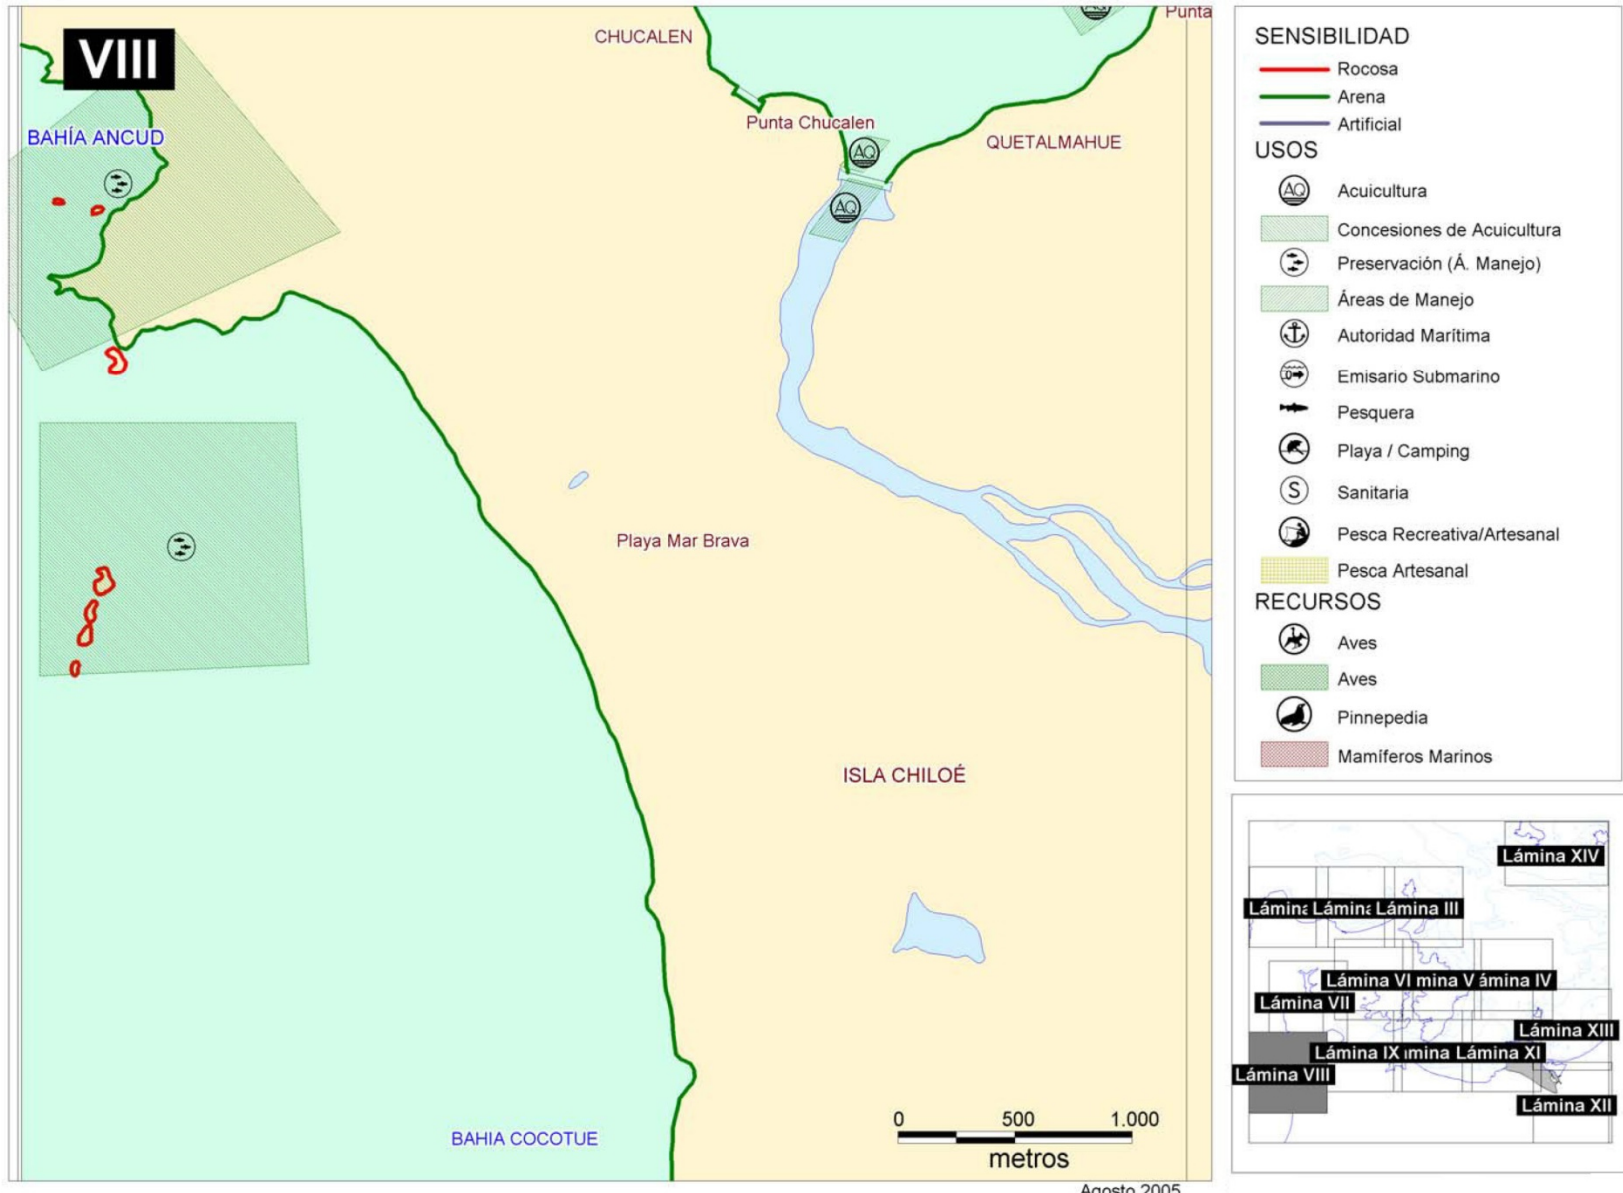 VIII
CHUCALEN
Punta
BAHÍA ANCUD
Punta Chucalen
QUETALMAHUE
AQ
AQ
Playa Mar Brava
ISLA CHILOÉ
BAHIA COCOTUE
0 500 1.000
metros
Agosto 2005
SENSIBILIDAD
Rocosa
Arena
Artificial
USOS
AQ Acuicultura
Concesiones de Acuicultura
Preservación (Á. Manejo)
Áreas de Manejo
Autoridad Marítima
Emisario Submarino
Pesquera
Playa / Camping
S Sanitaria
Pesca Recreativa/Artesanal
Pesca Artesanal
RECURSOS
Aves
Aves
Pinnepedia
Mamíferos Marinos
Lámina XIV
Lámina III
Lámina VI
Lámina VII
Lámina XIII
Lámina IX
Lámina XI
Lámina VIII
Lámina XII